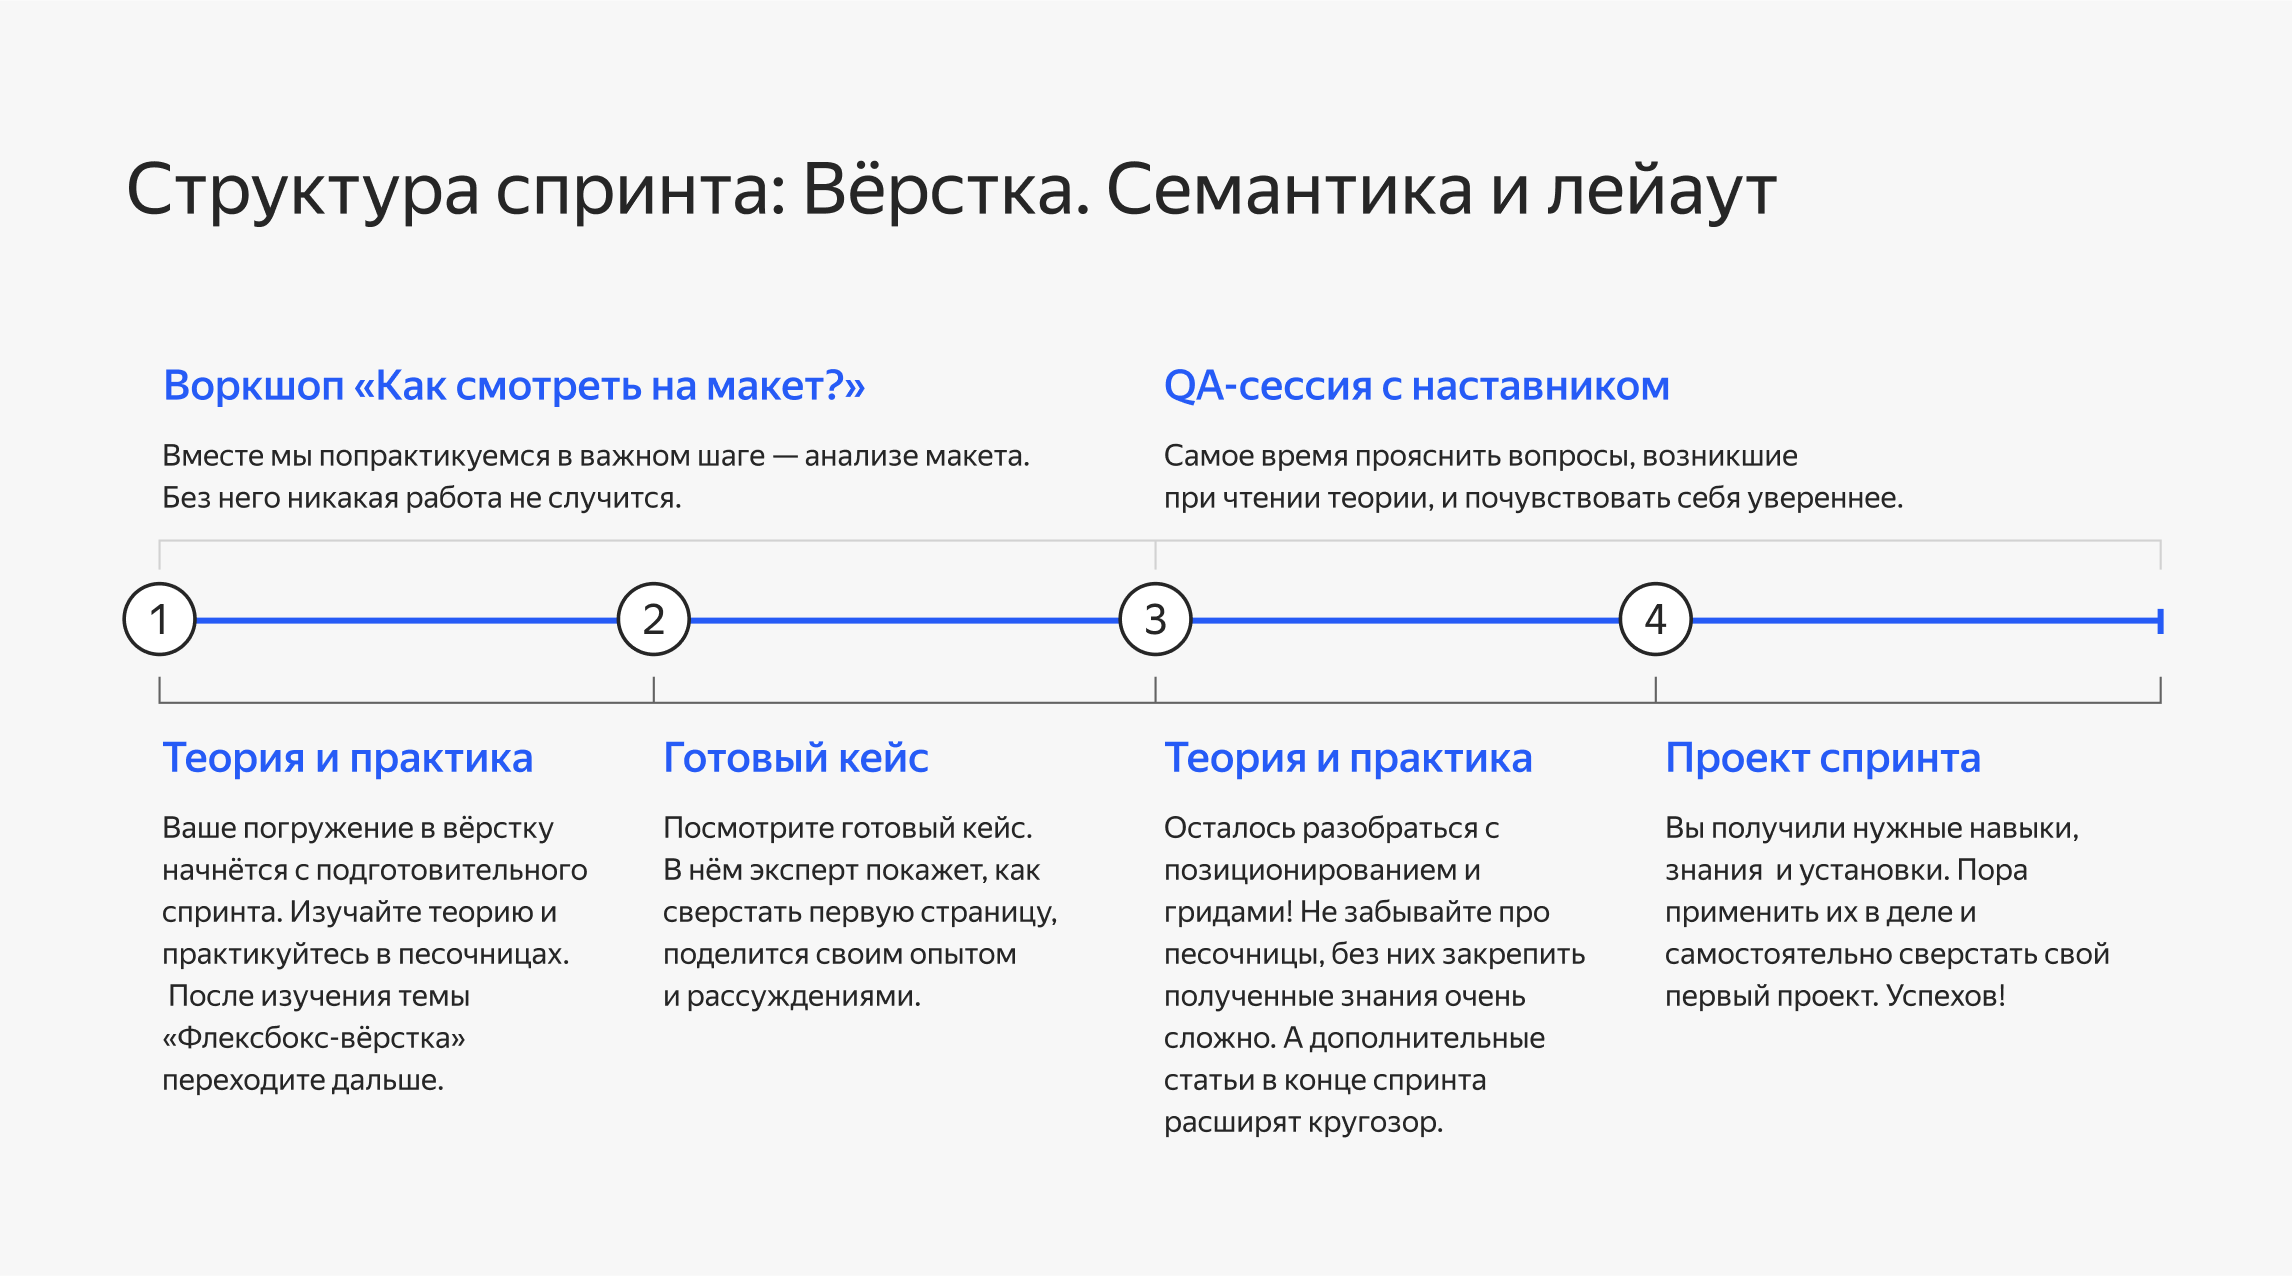 Структура спринта: Вёрстка. Семантика и лейаут
Воркшоп «Как смотреть на макет?»
Вместе мы попрактикуемся в важном шаге — анализе макета.
Без него никакая работа не случится.
QA-сессия с наставником
Самое время прояснить вопросы, возникшие
при чтении теории, и почувствовать себя увереннее.
1
2
3
4
Теория и практика
Ваше погружение в вёрстку
начнётся с подготовительного
спринта. Изучайте теорию и
практикуйтесь в песочницах.
После изучения темы
«Флексбокс-вёрстка»
переходите дальше.
Готовый кейс
Посмотрите готовый кейс.
В нём эксперт покажет, как
сверстать первую страницу,
поделится своим опытом
и рассуждениями.
Теория и практика
Осталось разобраться с
позиционированием и
гридами! Не забывайте про
песочницы, без них закрепить
полученные знания очень
сложно. А дополнительные
статьи в конце спринта
расширят кругозор.
Проект спринта
Вы получили нужные навыки,
знания  и установки. Пора
применить их в деле и
самостоятельно сверстать свой
первый проект. Успехов!